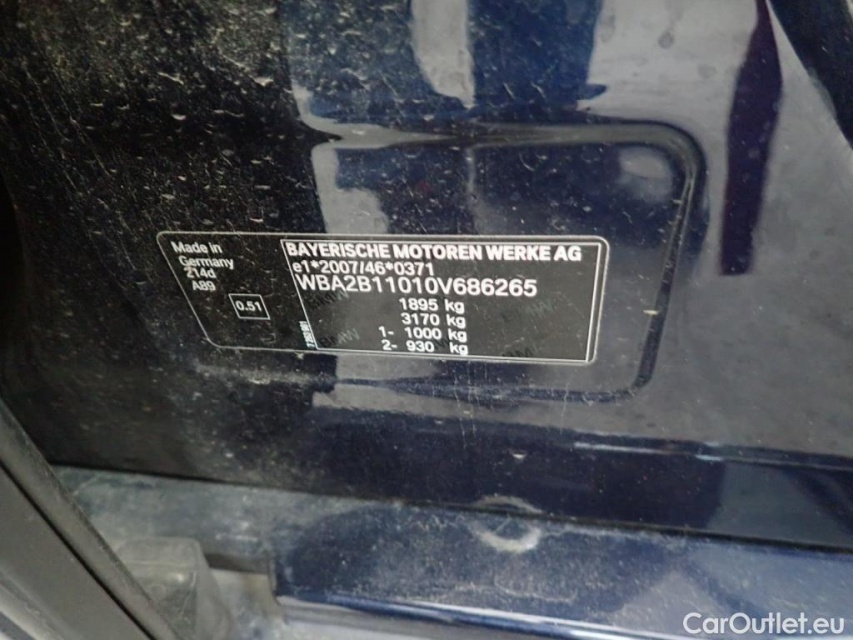 Made in
Germany
214d
A89
0.51
BAYERISCHE MOTOREN WERKE AG
e1*2007/46*0371
WBA2B11010V686265
1895 kg
3170 kg
1- 1000 kg
2- 930 kg
CarOutlet.eu